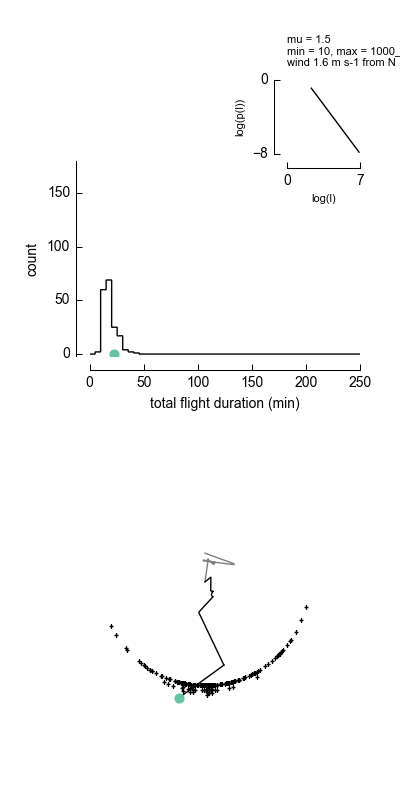 mu = 1.5
min = 10, max = 1000_
wind 1.6 m s-1 from N
0
log(p(l))
−8
0
7
log(l)
150
100
count
50
0
0
50
100
150
200
250
total flight duration (min)